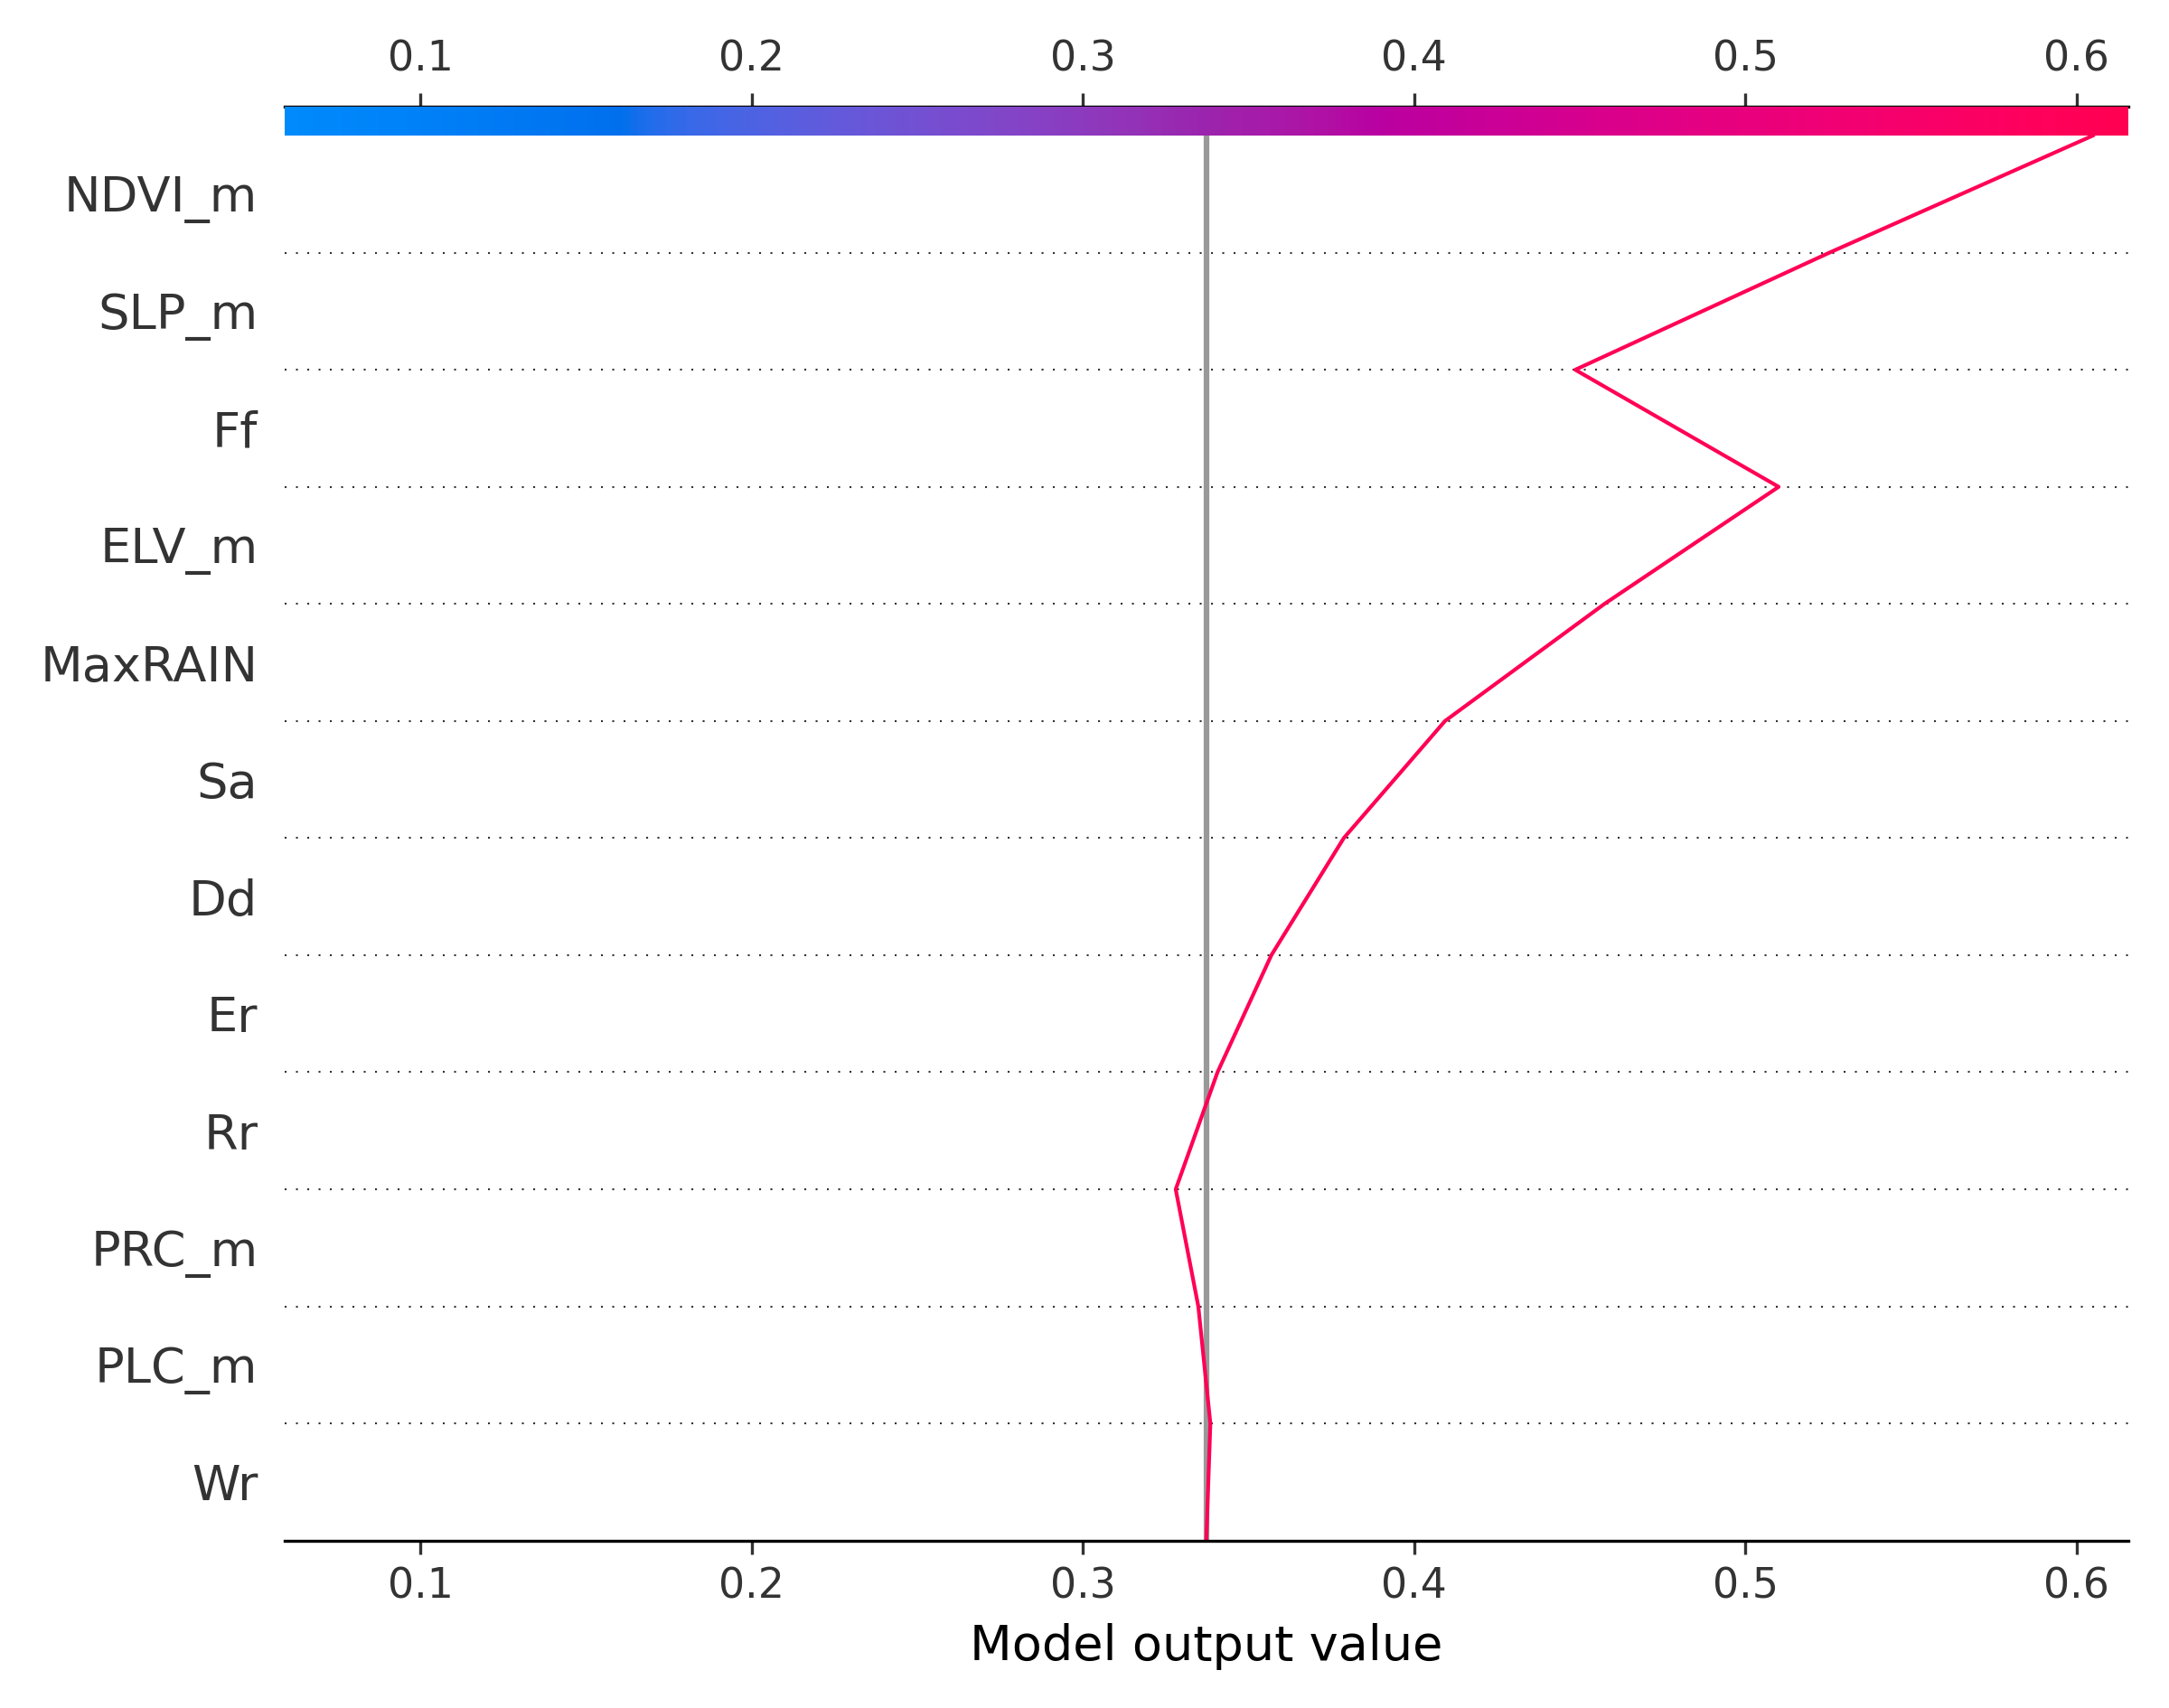 0.1 0.2 0.3 0.4 0.5 0.6
NDVI_m
SLP_m
Ff
ELV_m
MaxRAIN
Sa
Dd
Er
Rr
PRC_m
PLC_m
Wr
0.1 0.2 0.3 0.4 0.5 0.6
Model output value